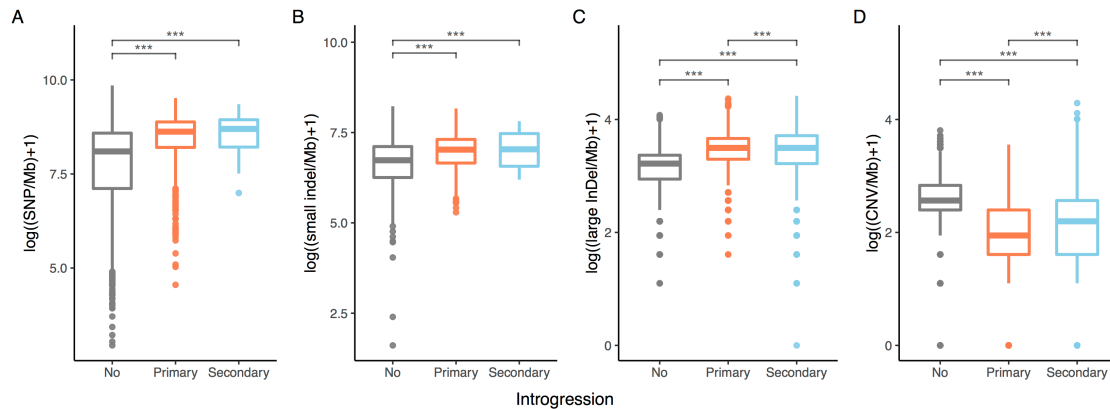 A
log((SNP/Mb)+1)
10.0
7.5
5.0
***
***
No Primary Secondary
B
log((small indel/Mb)+1)
10.0
7.5
5.0
2.5
***
***
No Primary Secondary
C
log((large InDel/Mb)+1)
4
2
0
***
***
***
No Primary Secondary
D
log((CNV/Mb)+1)
4
2
0
***
***
***
No Primary Secondary
Introgression